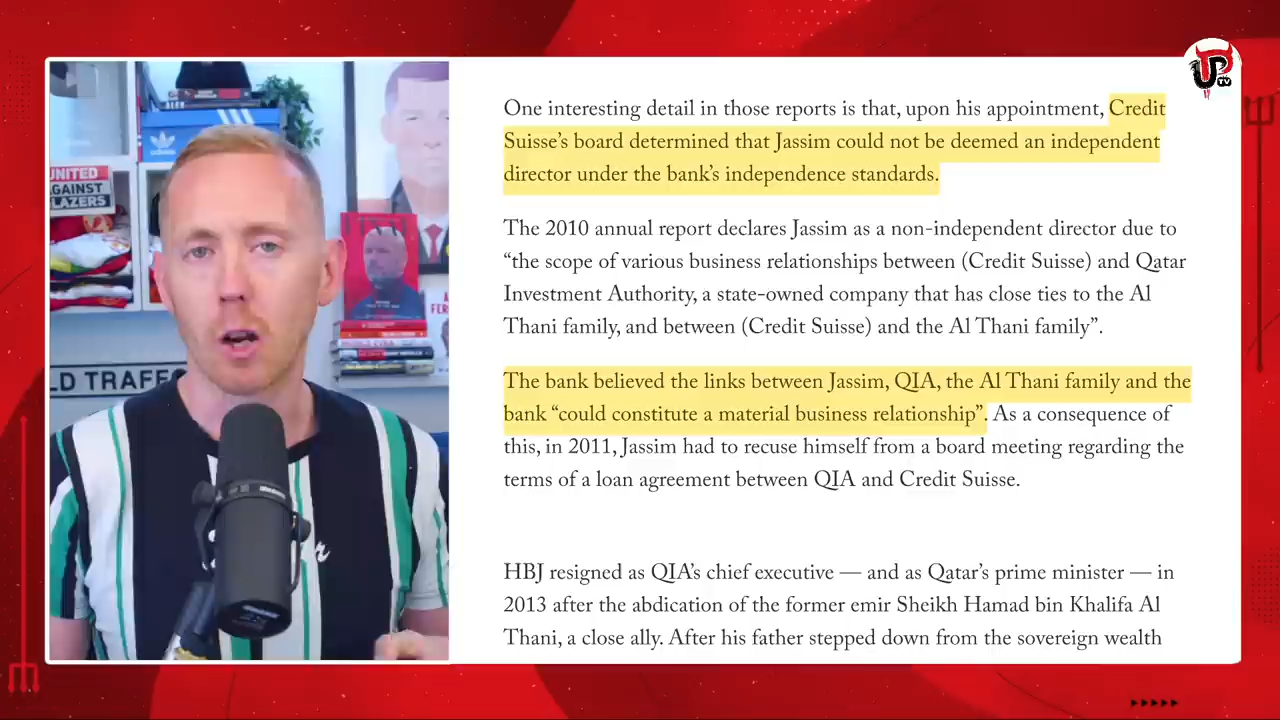 UP
TV
UNITED
AGAINST
GLAZERS
LD TRAFFO
One interesting detail in those reports is that, upon his appointment, Credit
Suisse’s board determined that Jassim could not be deemed an independent
director under the bank’s independence standards.
The 2010 annual report declares Jassim as a non-independent director due to
“the scope of various business relationships between (Credit Suisse) and Qatar
Investment Authority, a state-owned company that has close ties to the Al
Thani family, and between (Credit Suisse) and the Al Thani family”.
The bank believed the links between Jassim, QIA, the Al Thani family and the
bank “could constitute a material business relationship”. As a consequence of
this, in 2011, Jassim had to recuse himself from a board meeting regarding the
terms of a loan agreement between QIA and Credit Suisse.
HBJ resigned as QIA’s chief executive — and as Qatar’s prime minister — in
2013 after the abdication of the former emir Sheikh Hamad bin Khalifa Al
Thani, a close ally. After his father stepped down from the sovereign wealth